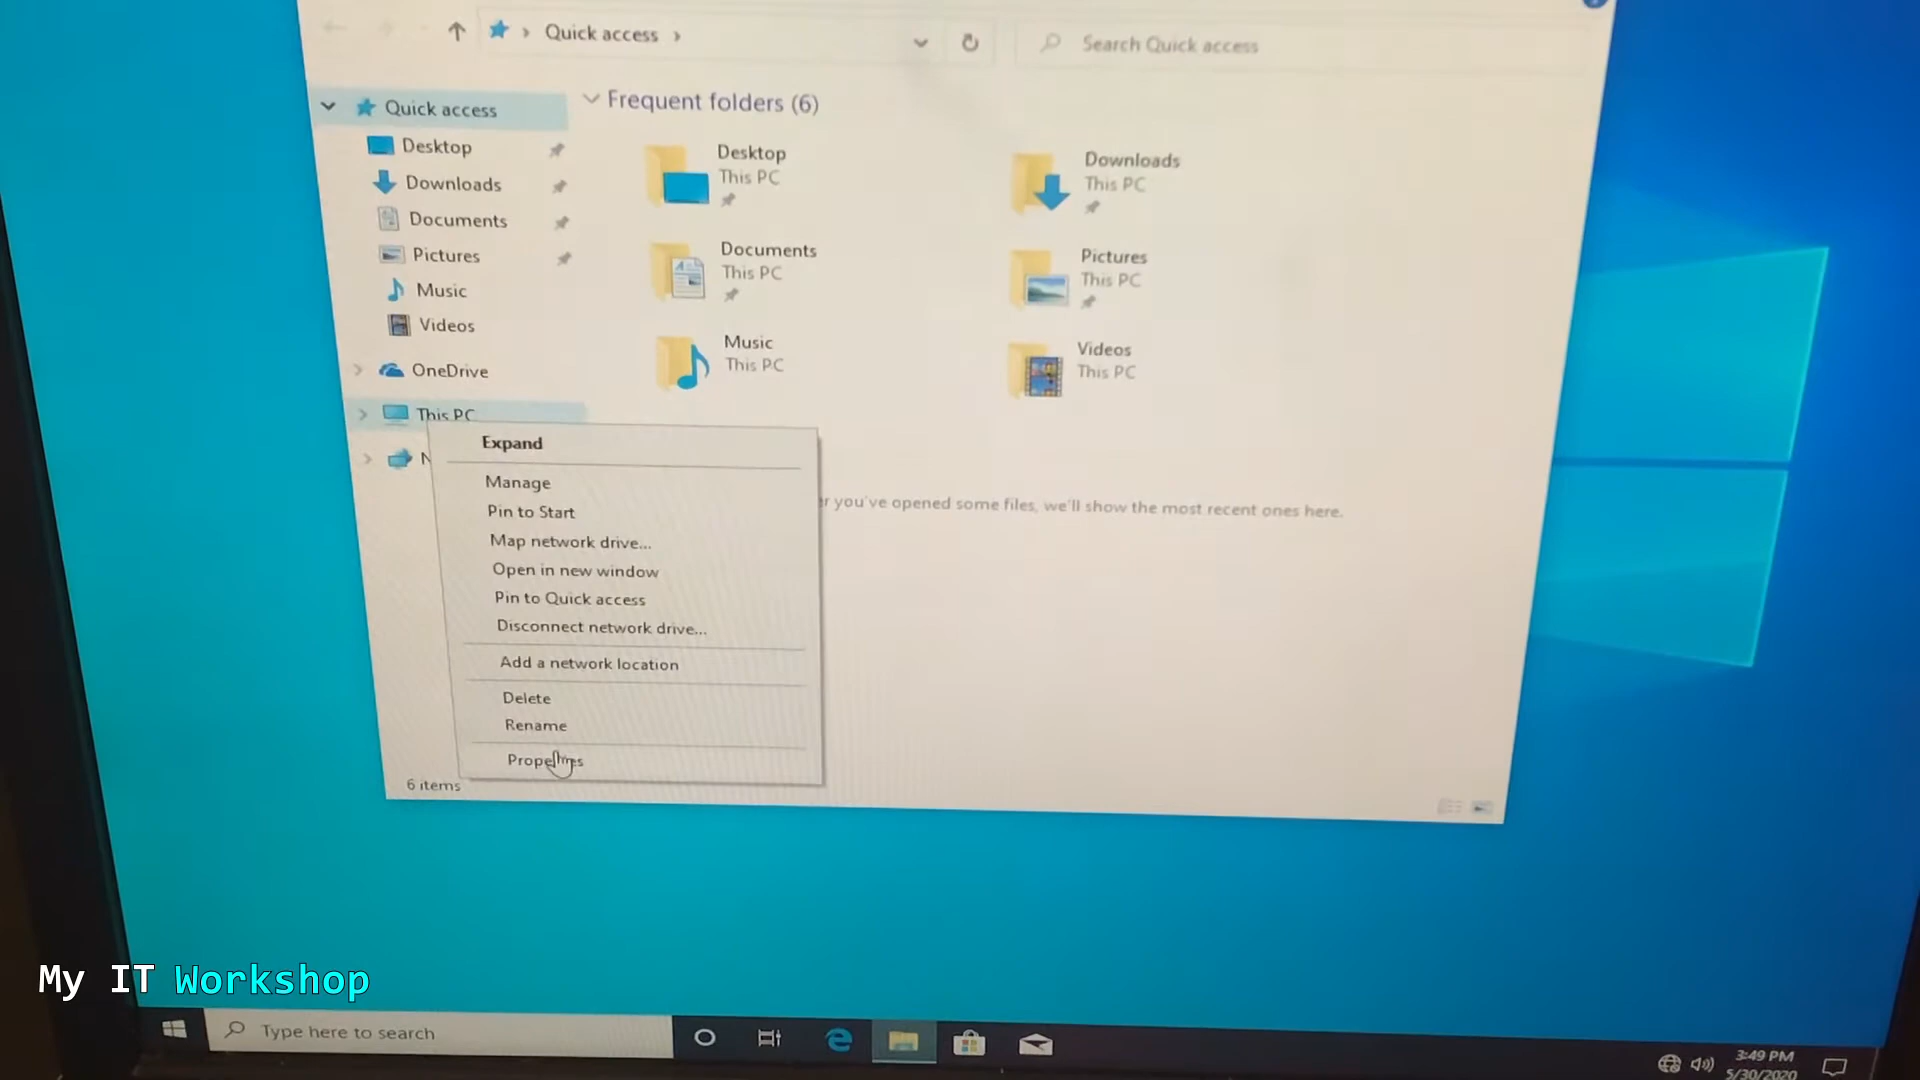 Quick access
Search Quick access
Quick access
Desktop
Downloads
Documents
Pictures
Music
Videos
OneDrive
This PC
Frequent folders (6)
Desktop
This PC
Downloads
This PC
Documents
This PC
Pictures
This PC
Music
This PC
Videos
This PC
Expand
Manage
Pin to Start
Map network drive...
Open in new window
Pin to Quick access
Disconnect network drive...
Add a network location
Delete
Rename
Properties
you've opened some files, we'll show the most recent ones here.
6 items
My IT Workshop
Type here to search
3:49 PM
5/30/2020